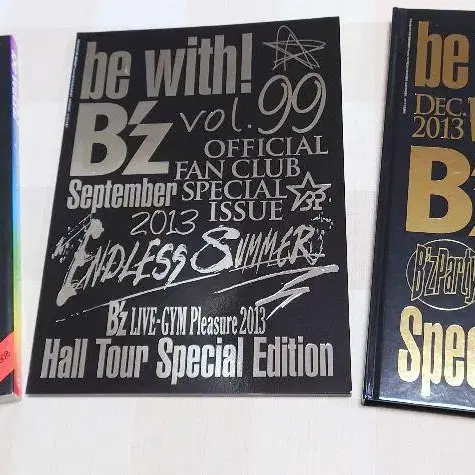 be with!
B'z vol.99
OFFICIAL
FAN CLUB
September SPECIAL
2013 ISSUE
ENDLESS SUMMER
B'z LIVE-GYM Pleasure 2013
Hall Tour Special Edition
be
DEC.
2013
B'z
B'zParty
Spec